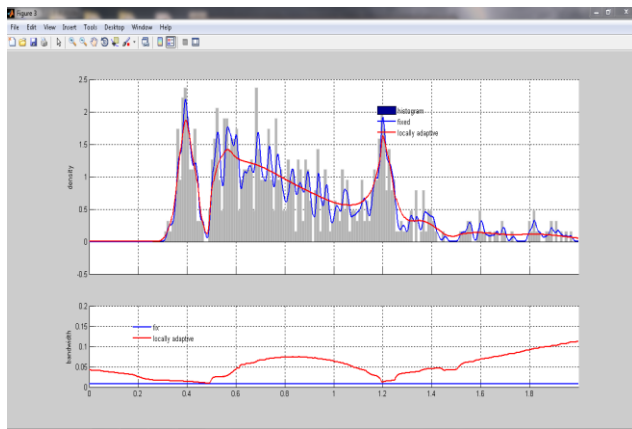 Figure 3
File Edit View Insert Tools Desktop Window Help
2.5
2
1.5
1
0.5
0
-0.5
density
histogram
fixed
locally adaptive
0.2
0.15
0.1
0.05
0
bandwidth
fix
locally adaptive
0 0.2 0.4 0.6 0.8 1 1.2 1.4 1.6 1.8